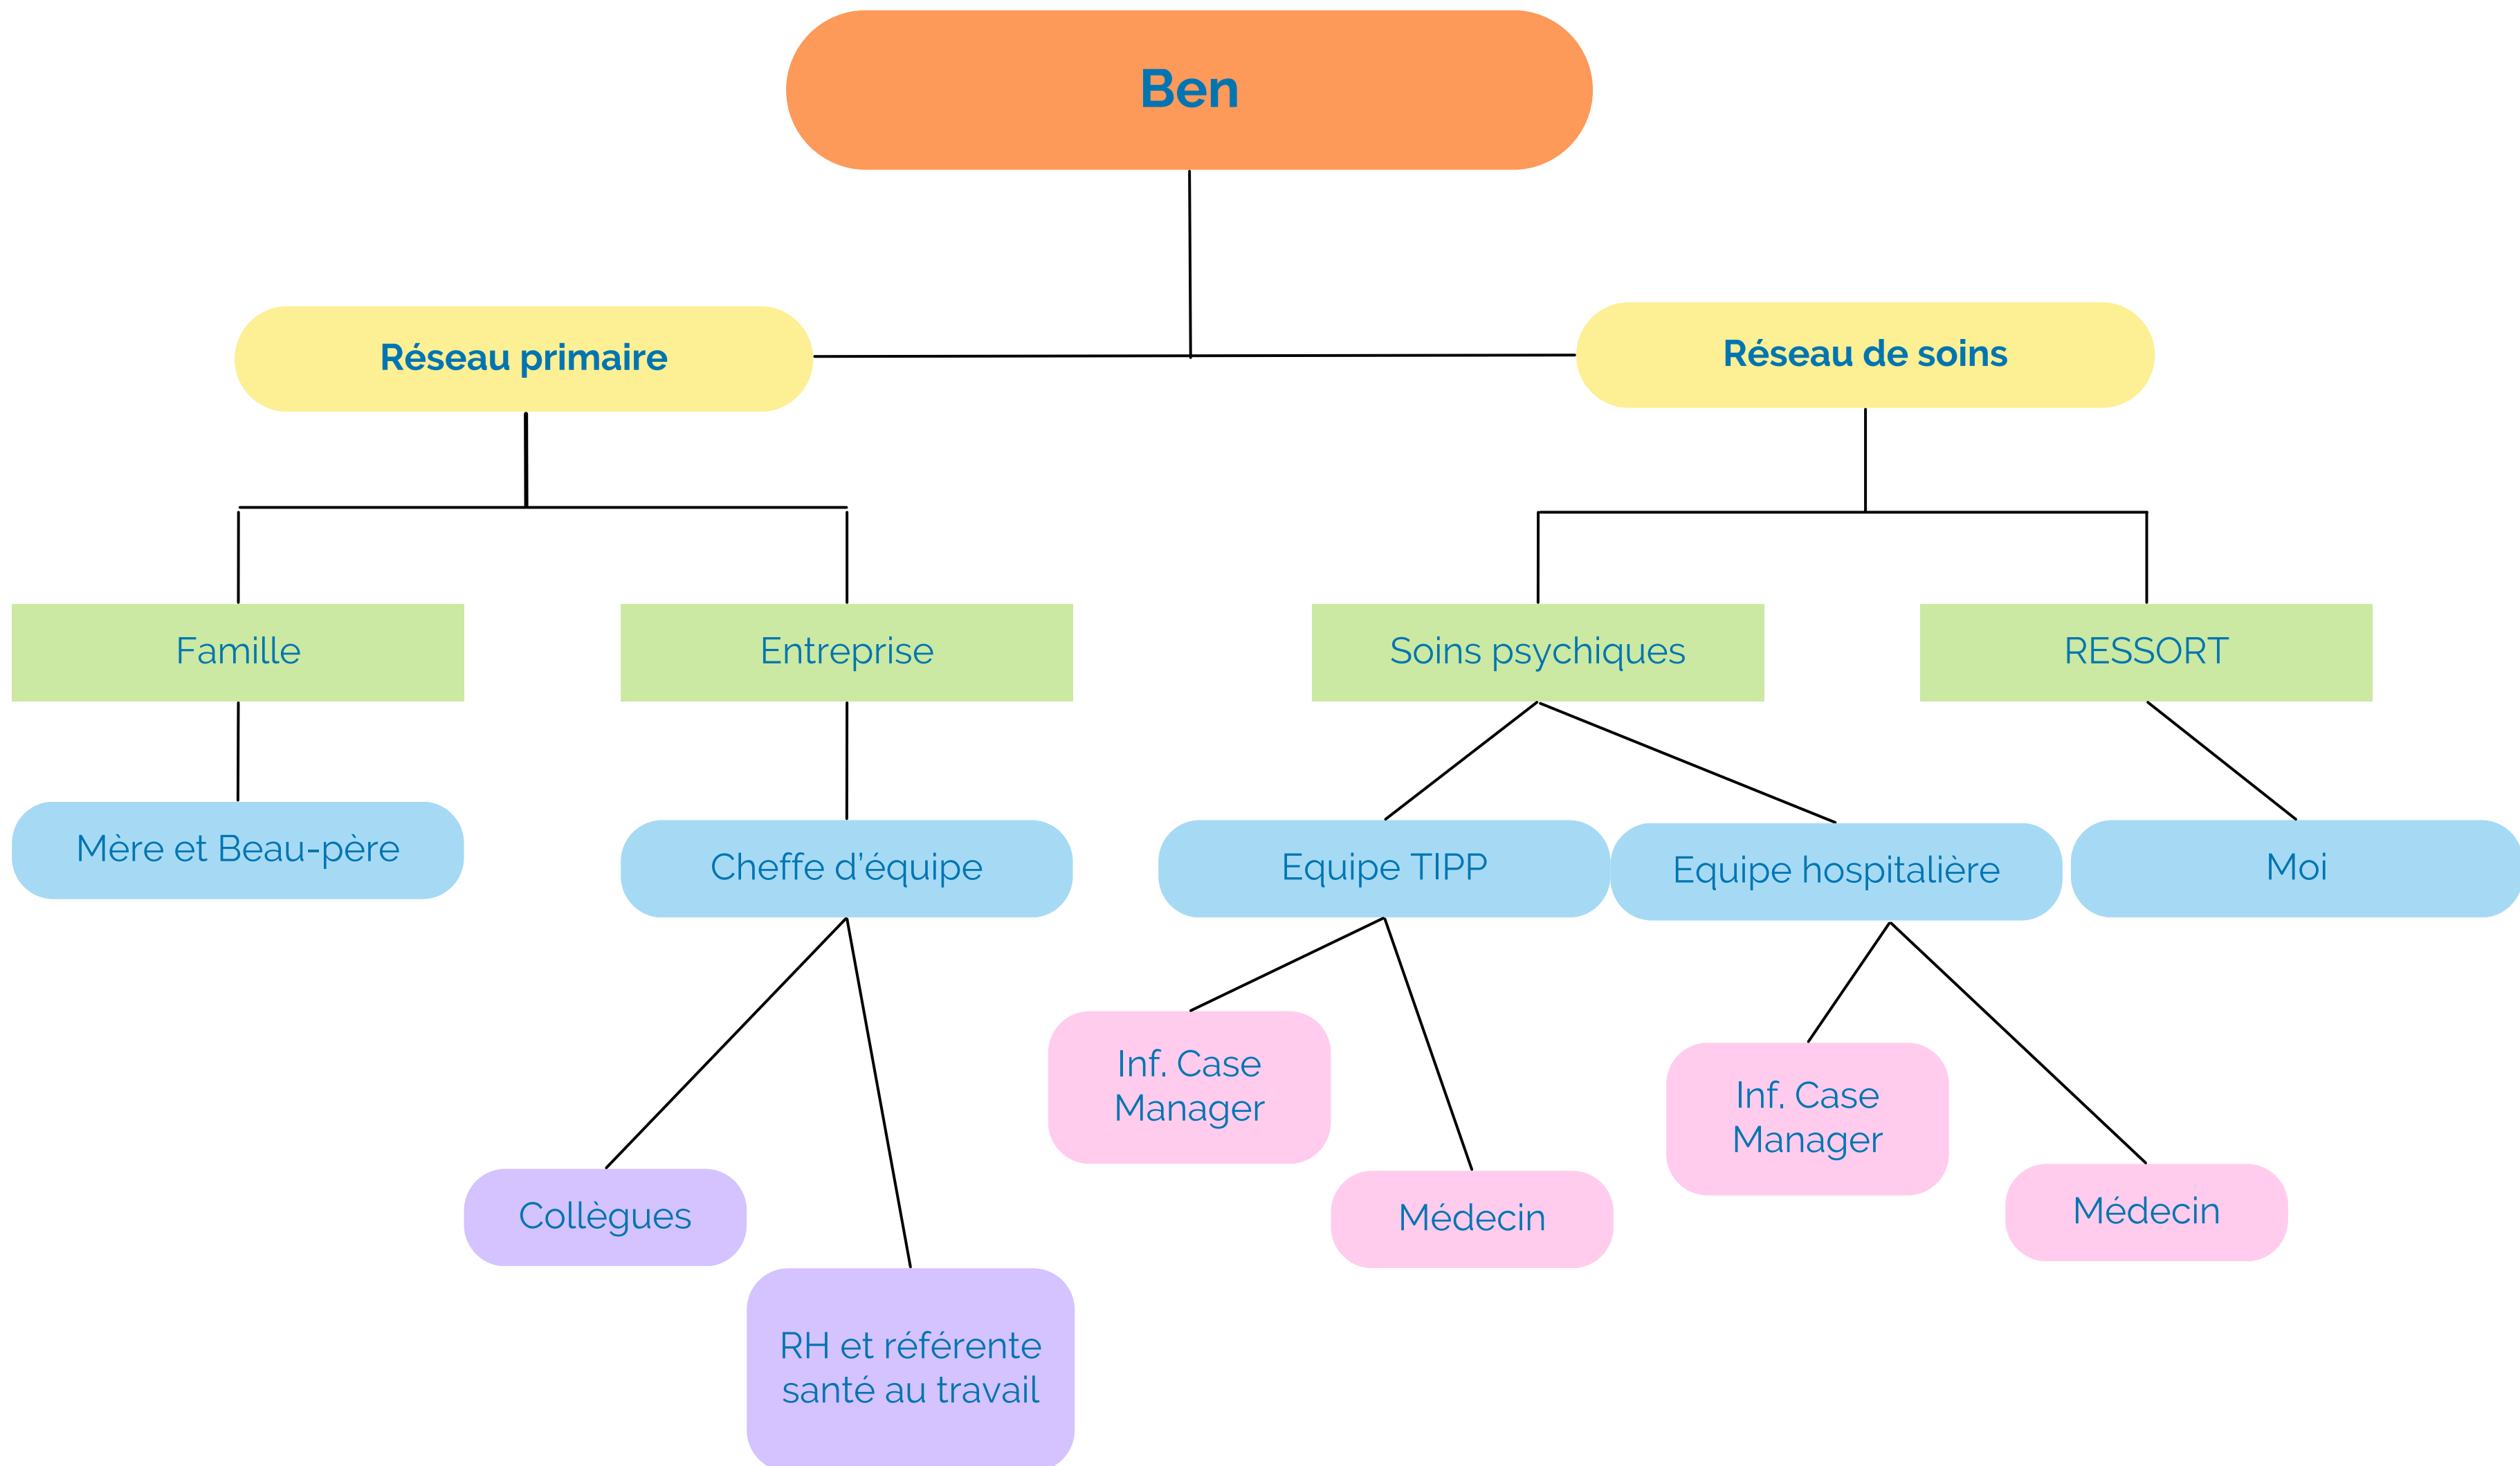 Ben
Réseau primaire
Réseau de soins
Famille
Entreprise
Soins psychiques
RESSORT
Mère et Beau-père
Cheffe d’équipe
Equipe TIPP
Equipe hospitalière
Moi
Inf. Case
Manager
Inf. Case
Manager
Collègues
Médecin
Médecin
RH et référente
santé au travail